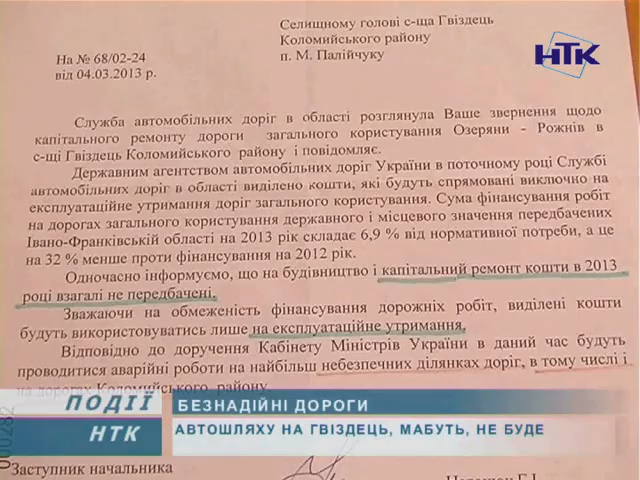 Селищному голові с-ща Гвіздець
Коломийського району
п. М. Палійчуку
На № 68/02-24
від 04.03.2013 р.
НТК
Служба автомобільних доріг в області розглянула Ваше звернення щодо
капітального ремонту дороги загального користування Озеряни - Рожнів в
с-щі Гвіздець Коломийського району і повідомляє.
Державним агентством автомобільних доріг України в поточному році Службі
автомобільних доріг в області виділено кошти, які будуть спрямовані виключно на
експлуатаційне утримання доріг загального користування. Сума фінансування робіт
на дорогах загального користування державного і місцевого значення передбачених
Івано-Франківській області на 2013 рік складає 6,9 % від нормативної потреби, а це
на 32 % менше проти фінансування на 2012 рік.
Одночасно інформуємо, що на будівництво і капітальний ремонт кошти в 2013
році взагалі не передбачені.
Зважаючи на обмеженість фінансування дорожніх робіт, виділені кошти
будуть використовуватись лише на експлуатаційне утримання.
Відповідно до доручення Кабінету Міністрів України в даний час будуть
проводитися аварійні роботи на найбільш небезпечних ділянках доріг, в тому числі і
на дорогах Коломийського району.
ПОДІЇ
НТК
БЕЗНАДІЙНІ ДОРОГИ
АВТОШЛЯХУ НА ГВІЗДЕЦЬ, МАБУТЬ, НЕ БУДЕ
000282
Заступник начальника